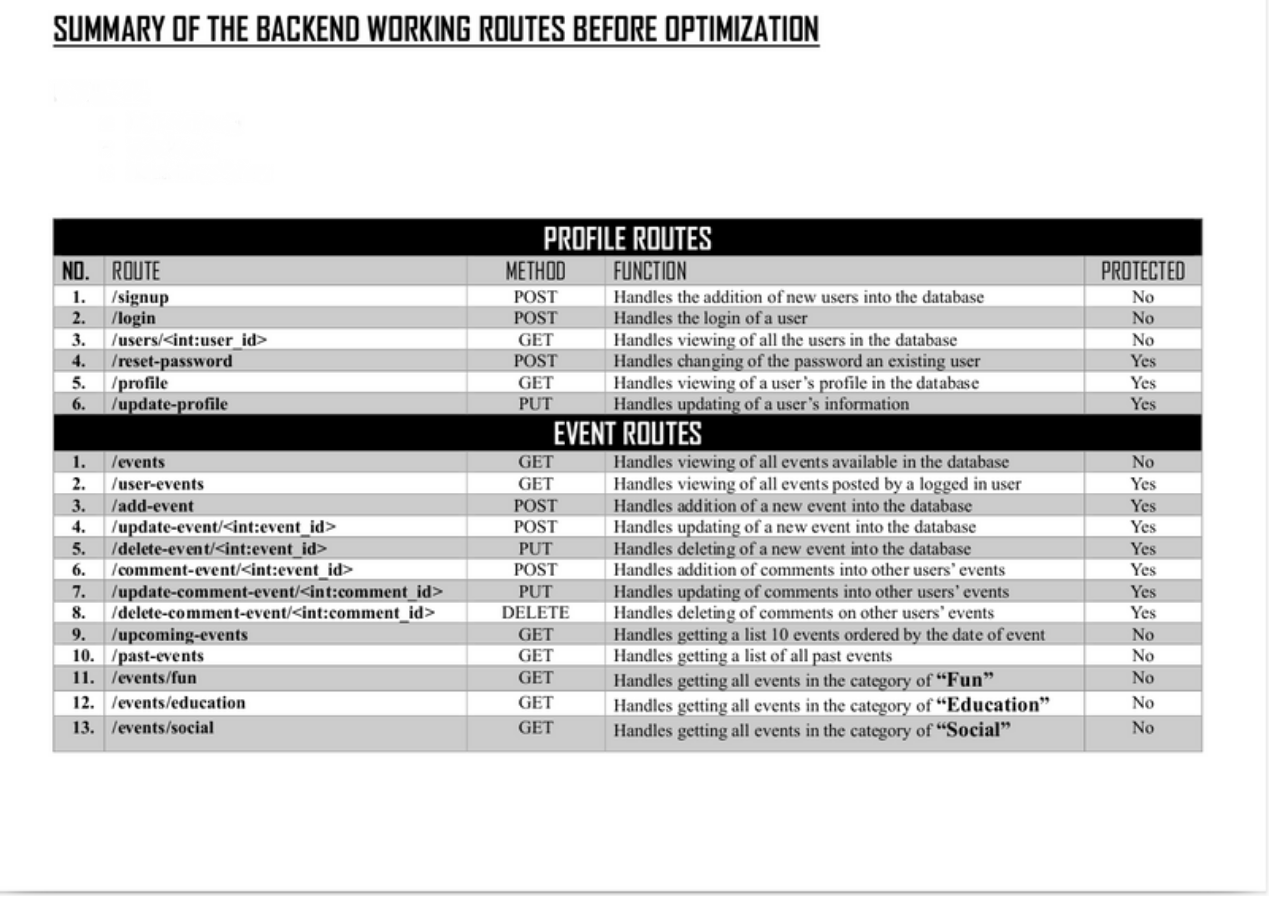 SUMMARY OF THE BACKEND WORKING ROUTES BEFORE OPTIMIZATION
PROFILE ROUTES
NO. ROUTE METHOD FUNCTION PROTECTED
1. /signup POST Handles the addition of new users into the database No
2. /login POST Handles the login of a user No
3. /users/<int:user_id> GET Handles viewing of all the users in the database No
4. /reset-password POST Handles changing of the password an existing user Yes
5. /profile GET Handles viewing of a user’s profile in the database Yes
6. /update-profile PUT Handles updating of a user’s information Yes
EVENT ROUTES
1. /events GET Handles viewing of all events available in the database No
2. /user-events GET Handles viewing of all events posted by a logged in user Yes
3. /add-event POST Handles addition of a new event into the database Yes
4. /update-event/<int:event_id> POST Handles updating of a new event into the database Yes
5. /delete-event/<int:event_id> PUT Handles deleting of a new event into the database Yes
6. /comment-event/<int:event_id> POST Handles addition of comments into other users’ events Yes
7. /update-comment-event/<int:comment_id> PUT Handles updating of comments into other users’ events Yes
8. /delete-comment-event/<int:comment_id> DELETE Handles deleting of comments on other users’ events Yes
9. /upcoming-events GET Handles getting a list 10 events ordered by the date of event No
10. /past-events GET Handles getting a list of all past events No
11. /events/fun GET Handles getting all events in the category of “Fun” No
12. /events/education GET Handles getting all events in the category of “Education” No
13. /events/social GET Handles getting all events in the category of “Social” No